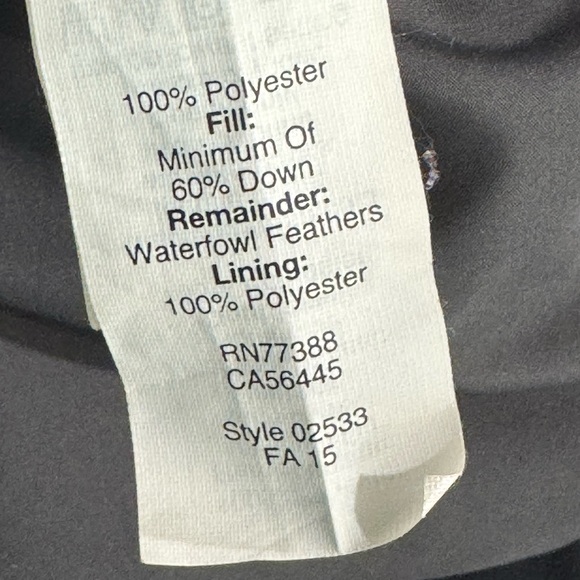 100% Polyester
Fill:
Minimum Of
60% Down
Remainder:
Waterfowl Feathers
Lining:
100% Polyester
RN77388
CA56445
Style 02533
FA 15